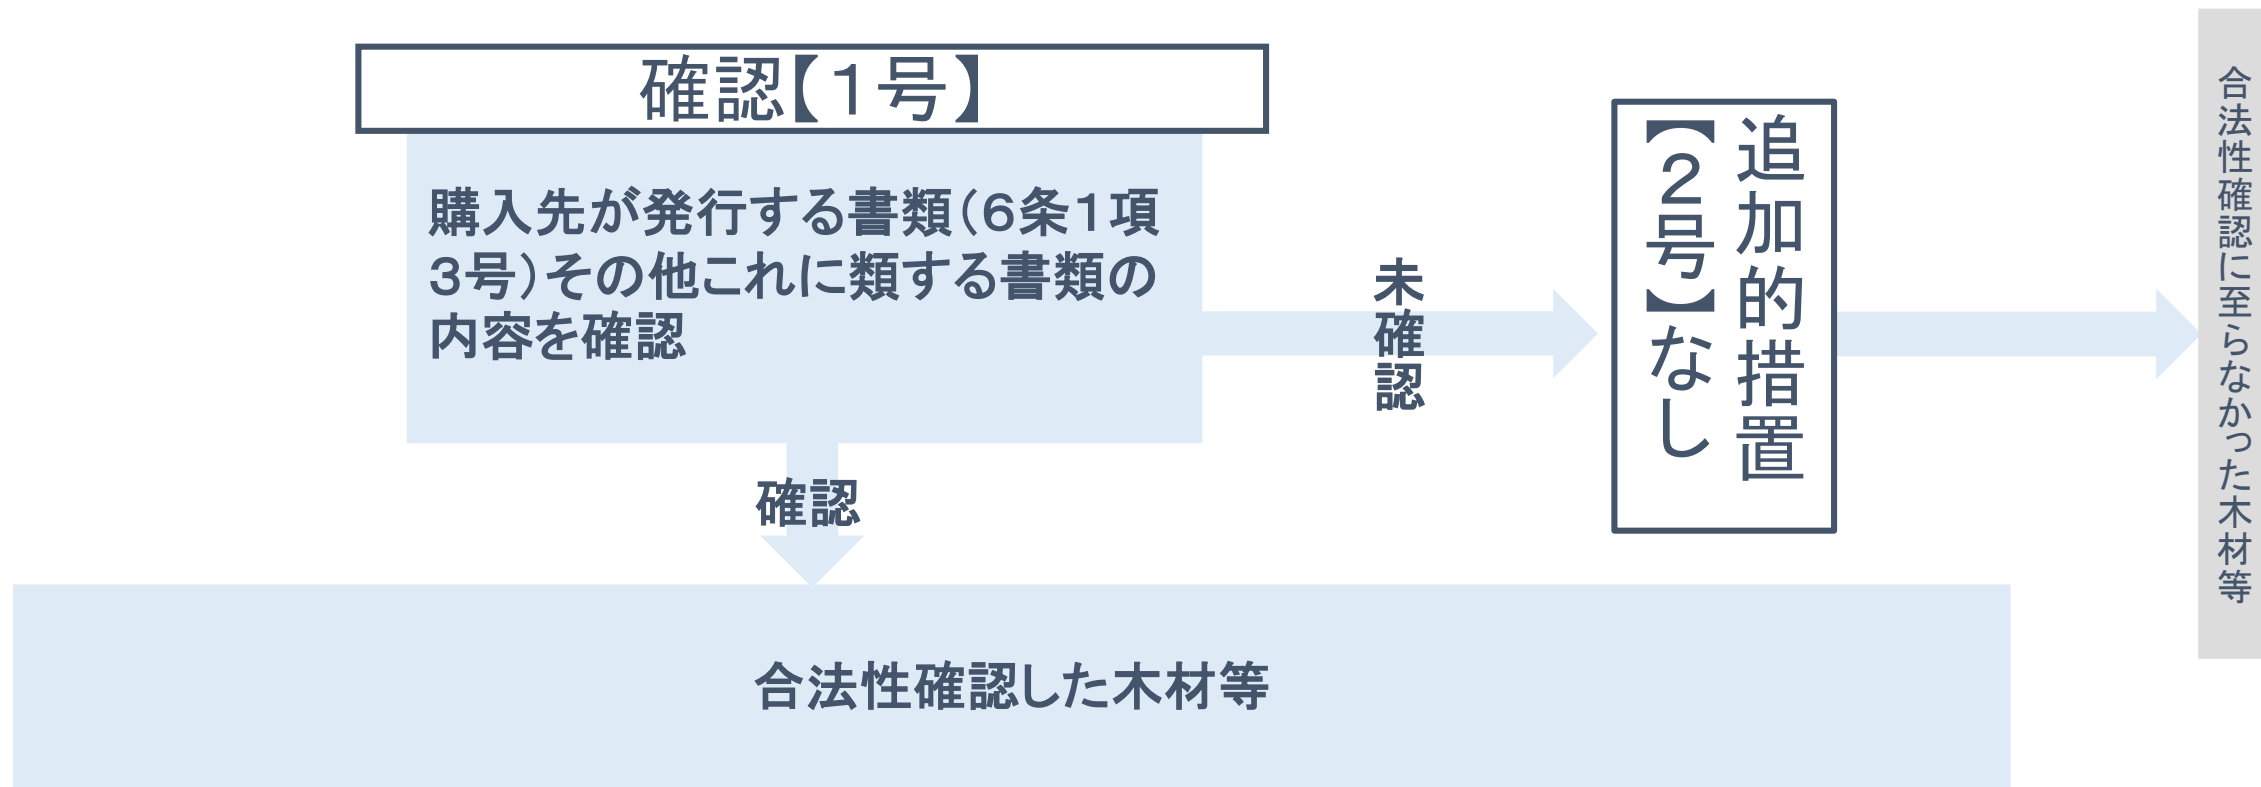 確認【１号】
購入先が発行する書類（６条１項
３号）その他これに類する書類の
内容を確認
未確認
追加的措置
【２号】なし
合法性確認に至らなかった木材等
確認
合法性確認した木材等